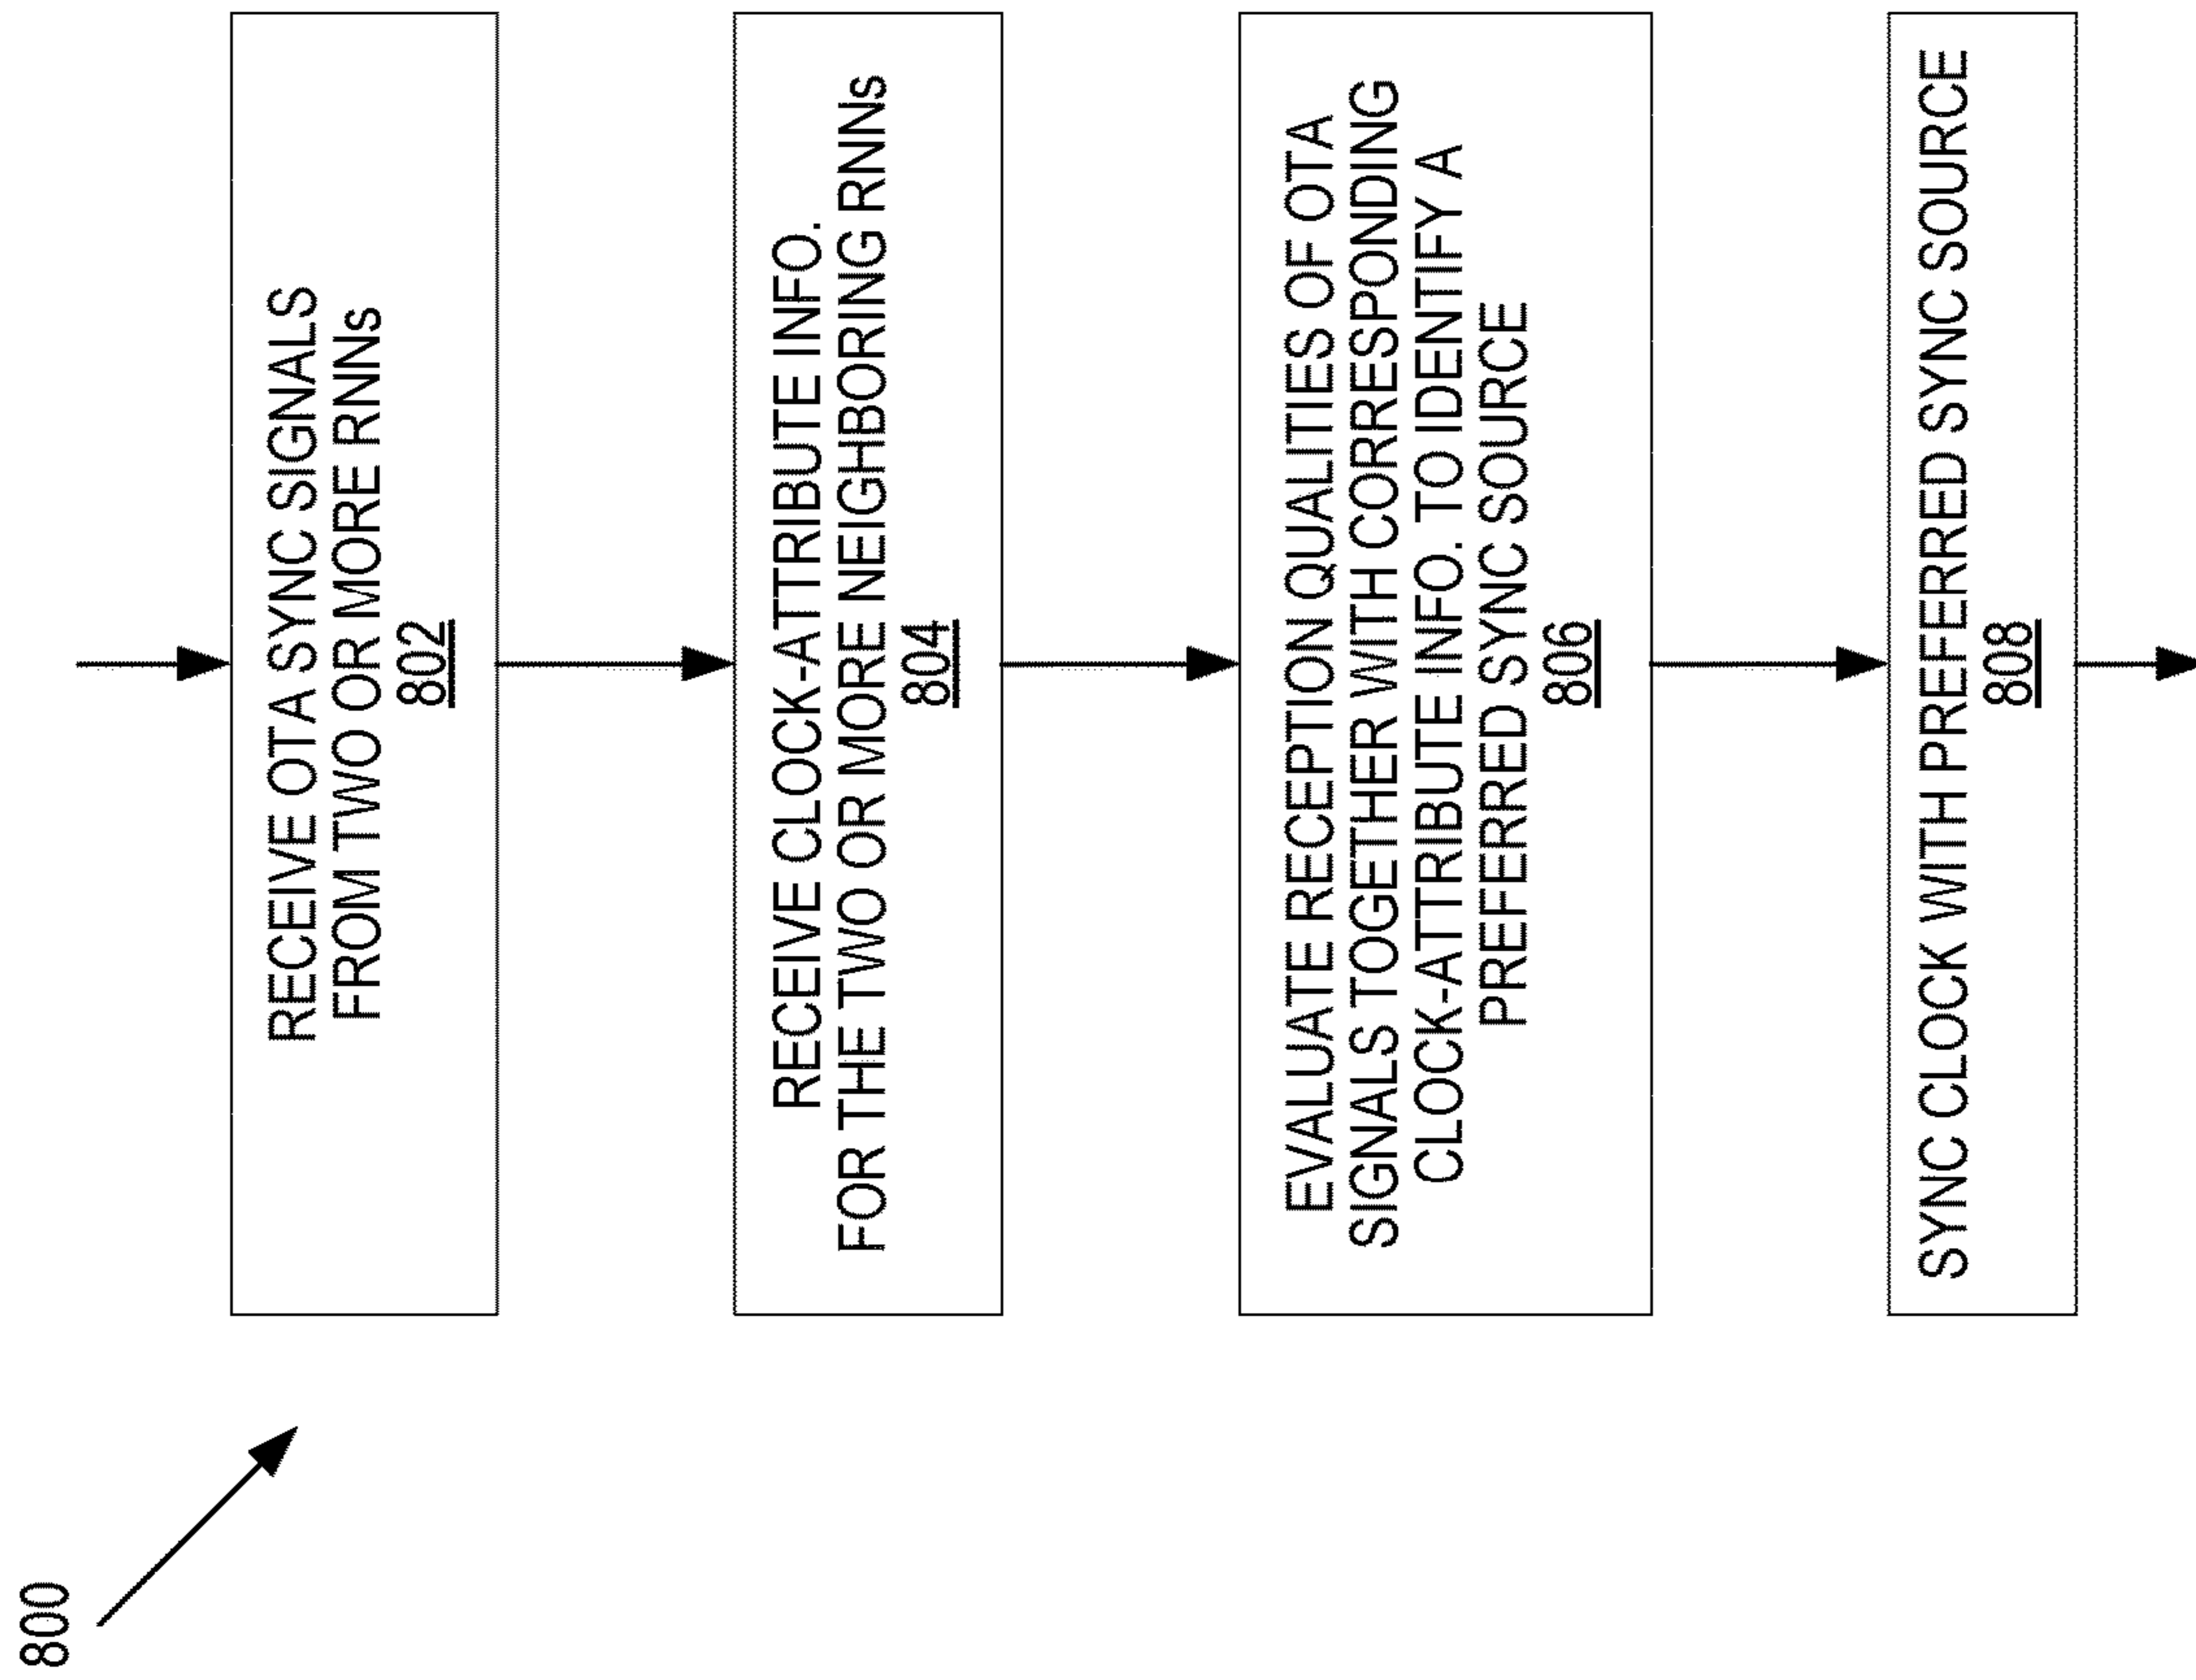 800
RECEIVE OTA SYNC SIGNALS
FROM TWO OR MORE RNNs
802
RECEIVE CLOCK-ATTRIBUTE INFO.
FOR THE TWO OR MORE NEIGHBORING RNNs
804
EVALUATE RECEPTION QUALITIES OF OTA
SIGNALS TOGETHER WITH CORRESPONDING
CLOCK-ATTRIBUTE INFO. TO IDENTIFY A
PREFERRED SYNC SOURCE
806
SYNC CLOCK WITH PREFERRED SYNC SOURCE
808